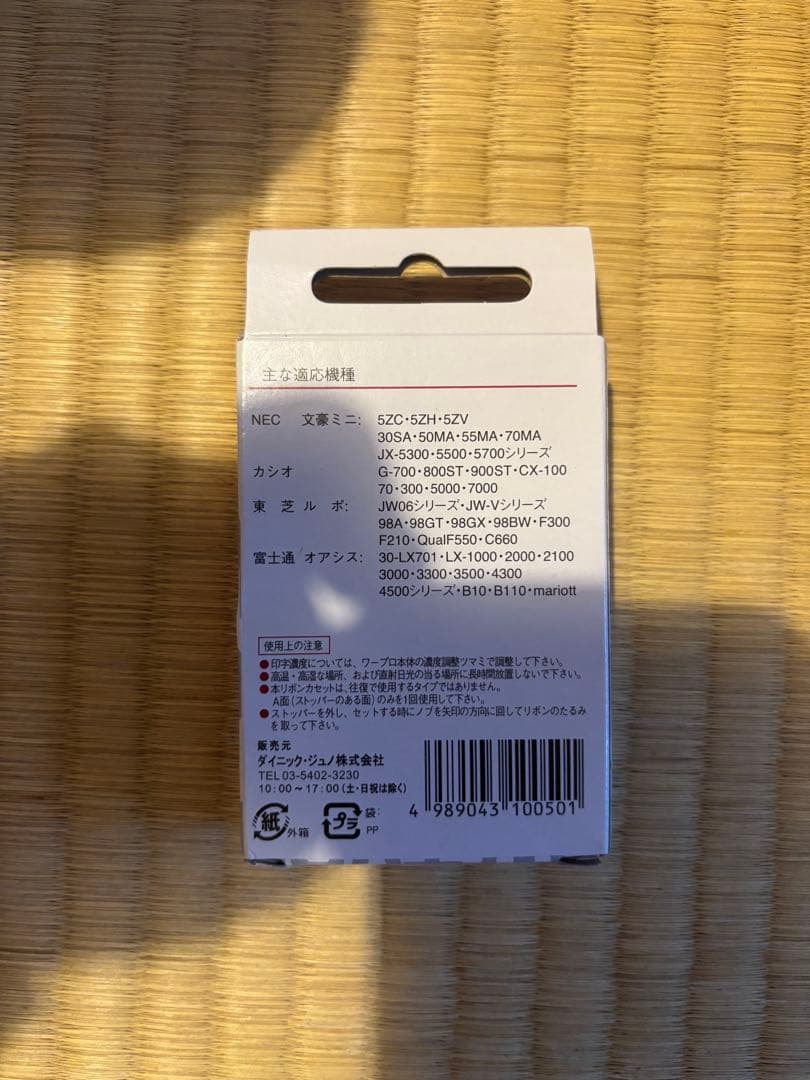 主な適応機種
NEC 文豪ミニ: 5ZC・5ZH・5ZV
30SA・50MA・55MA・70MA
JX-5300・5500・5700シリーズ
カシオ G-700・800ST・900ST・CX-100
70・300・5000・7000
東芝ルポ: JW06シリーズ・JW-Vシリーズ
98A・98GT・98GX・98BW・F300
F210・QualF550・C660
富士通 オアシス: 30-LX701・LX-1000・2000・2100
3000・3300・3500・4300
4500シリーズ・B10・B110・mariott
使用上の注意
●印字濃度については、ワープロ本体の濃度調整ツマミで調整して下さい。
●高温・高湿な場所、および直射日光の当る場所に長時間放置しないで下さい。
●本リボンカセットは、往復で使用するタイプではありません。
A面(ストッパーのある面)のみを1回使用して下さい。
●ストッパーを外し、セットする時にノブを矢印の方向に回してリボンのたるみ
を取って下さい。
販売元
ダイニック・ジュノ株式会社
TEL 03-5402-3230
10:00~17:00(土・日祝は除く)
紙 外箱
プラ 袋: PP
4 989043 100501